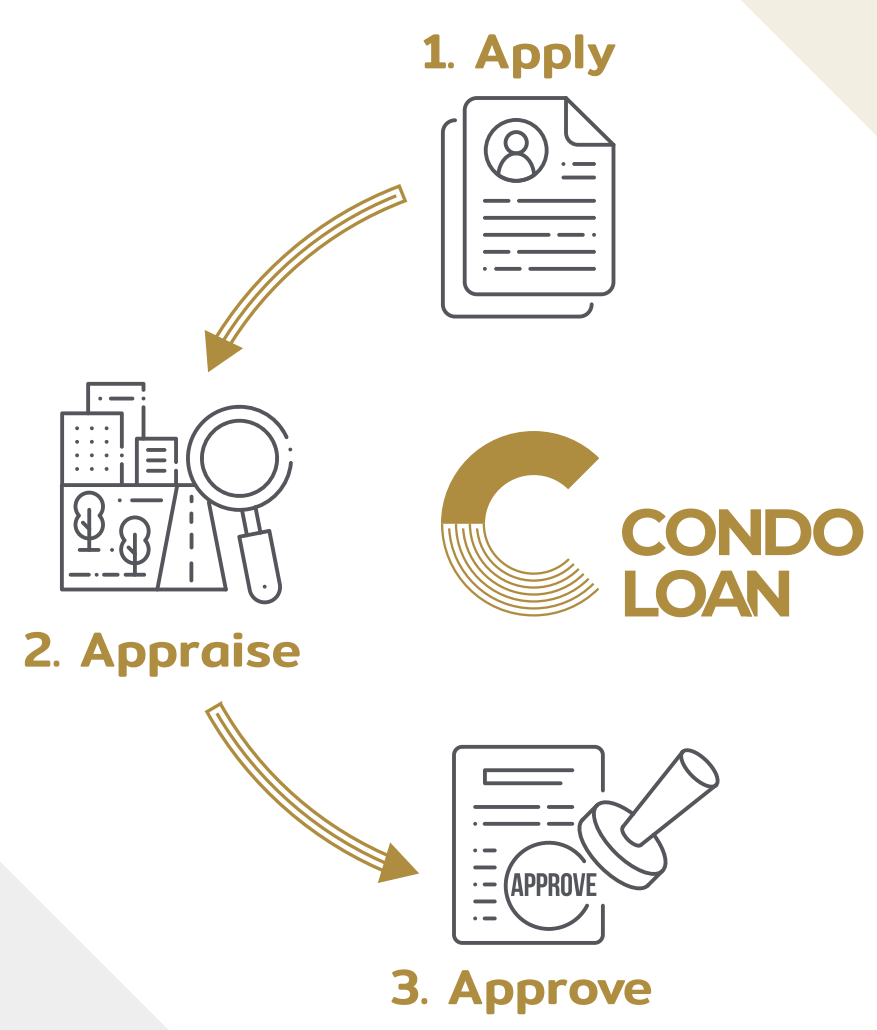 1. Apply
2. Appraise
CONDO
LOAN
APPROVE
3. Approve